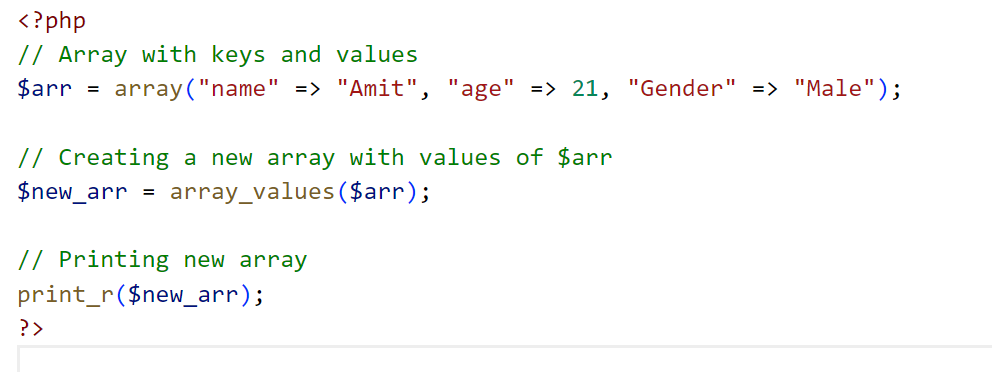 <?php
// Array with keys and values
$arr = array("name" => "Amit", "age" => 21, "Gender" => "Male");
// Creating a new array with values of $arr
$new_arr = array_values($arr);
// Printing new array
print_r($new_arr);
?>